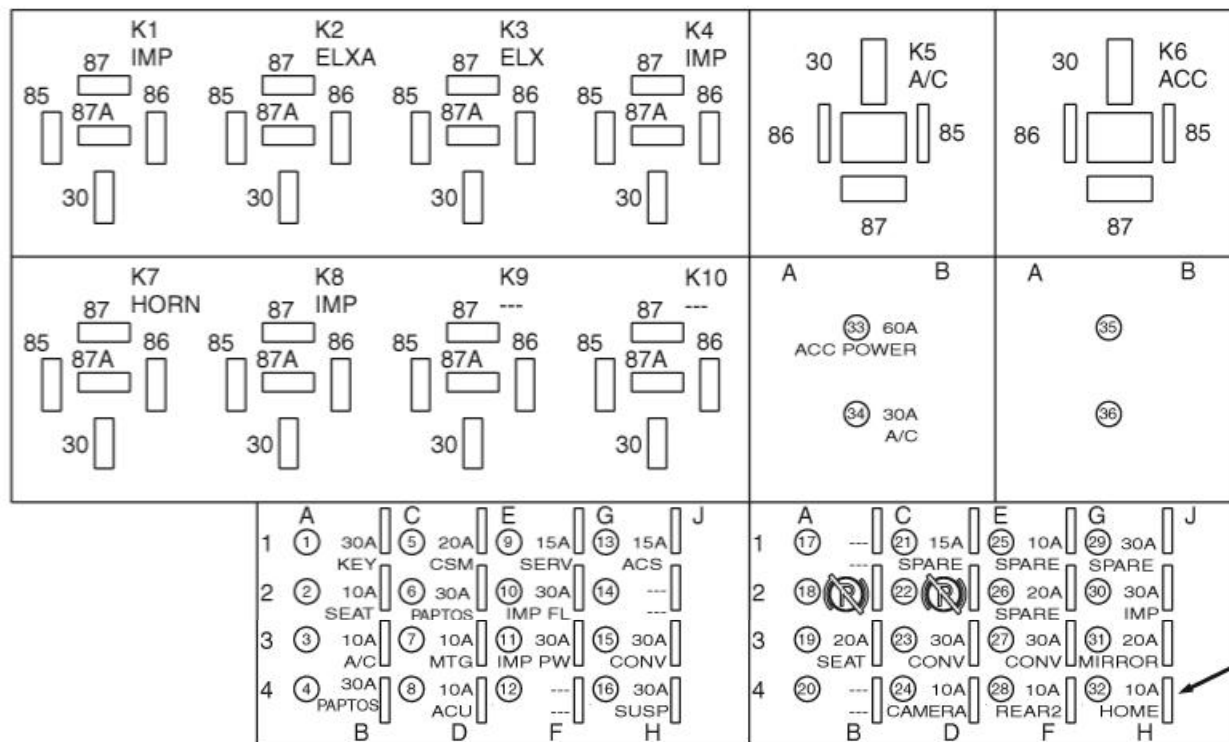 K1 K2 K3 K4 K5 K6
IMP ELXA ELX IMP A/C ACC
87 87 87 87 30 30
85 86 85 86 85 86 85 86
87A 87A 87A 87A
86 85 86 85
30 30 30 30
87 87
K7 K8 K9 K10
HORN IMP --- ---
A B A B
87 87 87 87
85 86 85 86 85 86 85 86
87A 87A 87A 87A
33 60A 35
ACC POWER
34 30A 36
A/C
30 30 30 30
A C E G J
1 1 30A 5 20A 9 15A 13 15A
KEY CSM SERV ACS
2 2 10A 6 30A 10 30A 14 ---
SEAT PAPTOS IMP FL ---
3 3 10A 7 10A 11 30A 15 30A
A/C MTG IMP PW CONV
4 4 30A 8 10A 12 --- 16 30A
PAPTOS ACU --- SUSP
B D F H
A C E G J
1 17 --- 21 15A 25 10A 29 30A
--- SPARE SPARE SPARE
2 18 P 22 P 26 20A 30 30A
SPARE IMP
3 19 20A 23 30A 27 30A 31 20A
SEAT CONV CONV MIRROR
4 20 --- 24 10A 28 10A 32 10A
--- CAMERA REAR2 HOME
B D F H